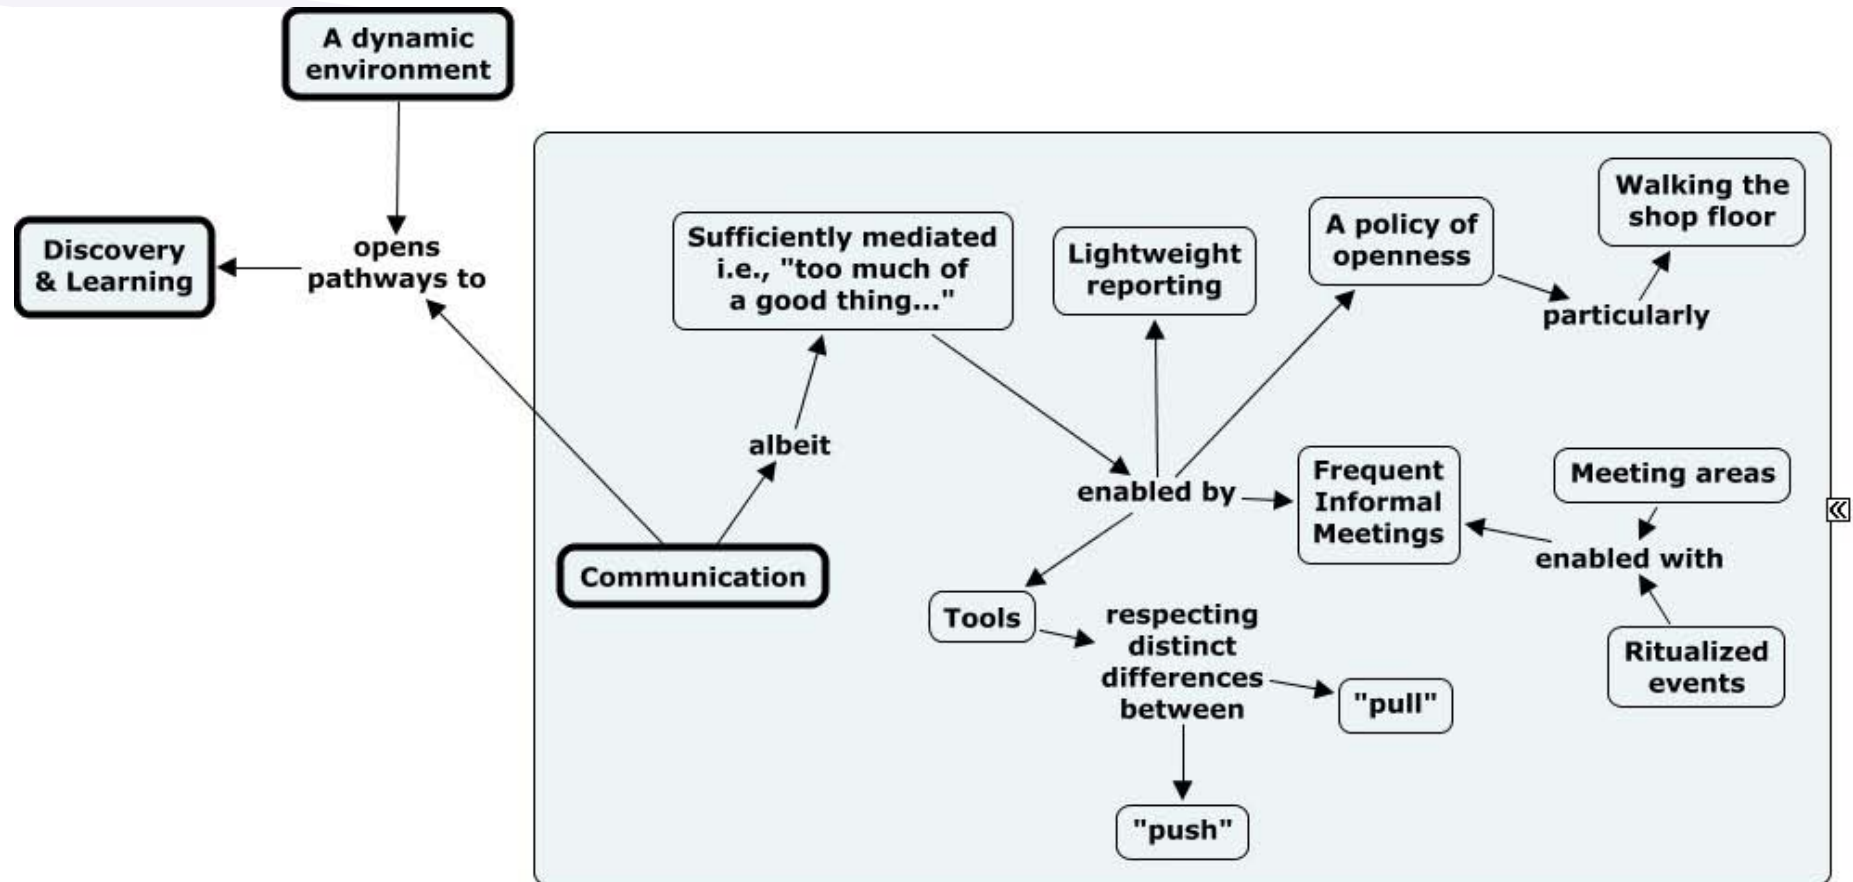 A dynamic
environment
opens
pathways to
Discovery
& Learning
Sufficiently mediated
i.e., "too much of
a good thing..."
Lightweight
reporting
A policy of
openness
Walking the
shop floor
particularly
albeit
enabled by
Frequent
Informal
Meetings
Meeting areas
enabled with
Ritualized
events
Communication
Tools
respecting
distinct
differences
between
"pull"
"push"